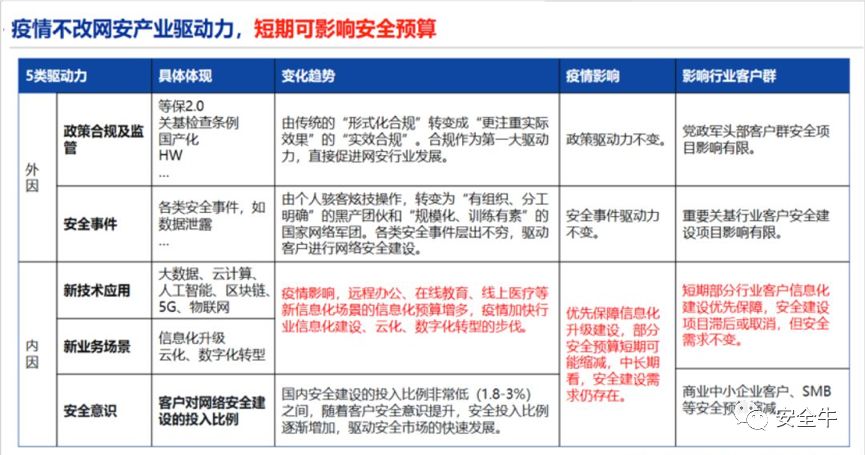 疫情不改网安产业驱动力，短期可影响安全预算
5类驱动力
具体体现
变化趋势
疫情影响
影响行业客户群
外
因
政策合规及监
管
等保2.0
关基检查条例
国产化
HW
...
由传统的“形式化合规”转变成“更注重实际
效果”的“实效合规”。合规作为第一大驱动
力，直接促进网安行业发展。
政策驱动力不变。
党政军头部客户群安全项
目影响有限。
安全事件
各类安全事件，如
数据泄露
...
由个人骇客炫技操作，转变为“有组织、分工
明确”的黑产团伙和“规模化、训练有素”的
国家网络军团。各类安全事件层出不穷，驱动
客户进行网络安全建设。
安全事件驱动力
不变。
重要关基行业客户安全建
设项目影响有限。
内
因
新技术应用
大数据、云计算、
人工智能、区块链、
5G、物联网
疫情影响，远程办公、在线教育、线上医疗等
新信息化场景的信息化预算增多，疫情加快行
业信息化建设、云化、数字化转型的步伐。
优先保障信息化
升级建设，部分
安全预算短期可
能缩减，中长期
看，安全建设需
求仍存在。
短期部分行业客户信息化
建设优先保障，安全建设
项目滞后或取消，但安全
需求不变。
新业务场景
信息化升级
云化、数字化转型
安全意识
客户对网络安全建
设的投入比例
国内安全建设的投入比例非常低（1.8-3%）
之间，随着客户安全意识提升，安全投入比例
逐渐增加，驱动安全市场的快速发展。
商业中小企业客户、SMB
等安全预 缩减
安全牛